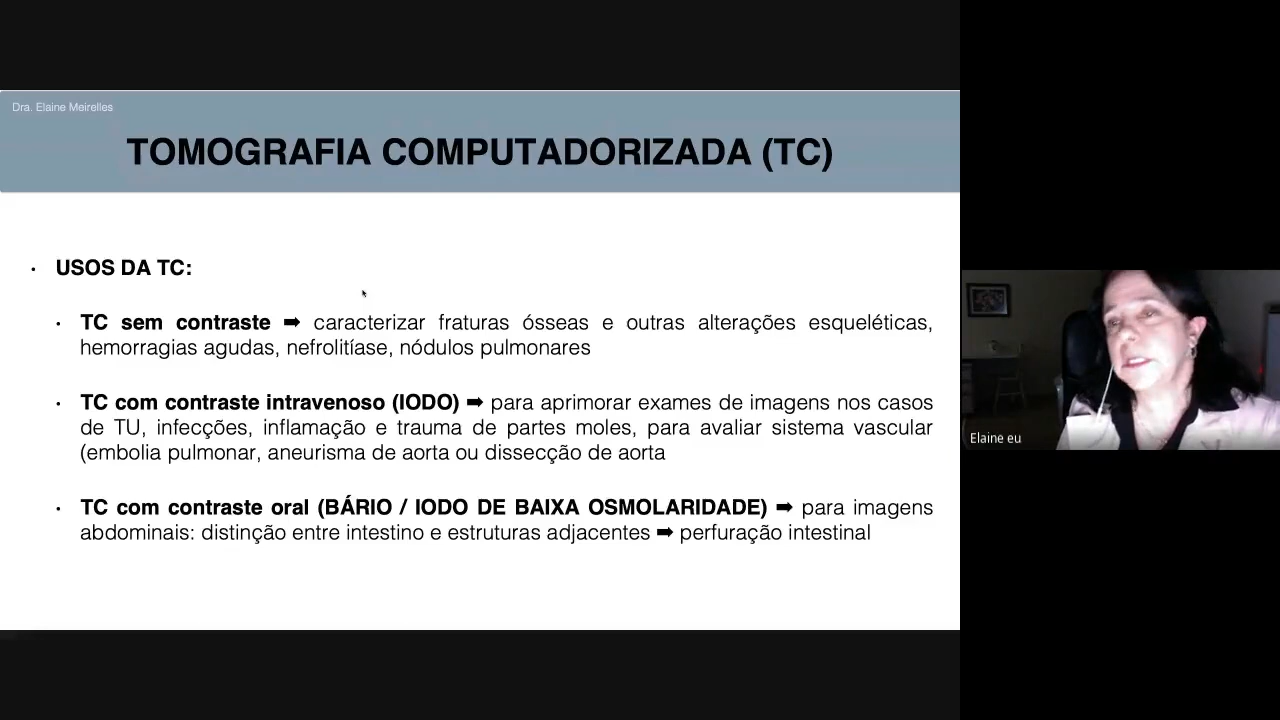 Dra. Elaine Meirelles
TOMOGRAFIA COMPUTADORIZADA (TC)
• USOS DA TC:
• TC sem contraste ➡ caracterizar fraturas ósseas e outras alterações esqueléticas,
hemorragias agudas, nefrolitíase, nódulos pulmonares
• TC com contraste intravenoso (IODO) ➡ para aprimorar exames de imagens nos casos
de TU, infecções, inflamação e trauma de partes moles, para avaliar sistema vascular
(embolia pulmonar, aneurisma de aorta ou dissecção de aorta
• TC com contraste oral (BÁRIO / IODO DE BAIXA OSMOLARIDADE) ➡ para imagens
abdominais: distinção entre intestino e estruturas adjacentes ➡ perfuração intestinal
Elaine eu